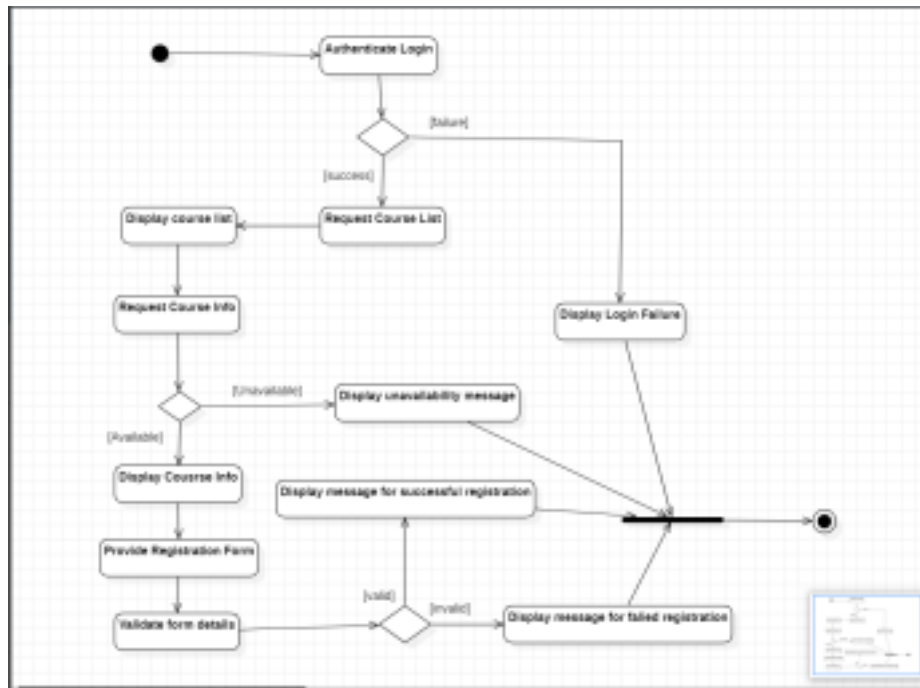 Authenticate Login
[failure]
[success]
Display course list
Request Course List
Request Course Info
Display Login Failure
[Unavailable]
Display unavailability message
[Available]
Display Cousrse Info
Display message for successful registration
Provide Registration Form
[valid]
[invalid]
Validate form details
Display message for failed registration